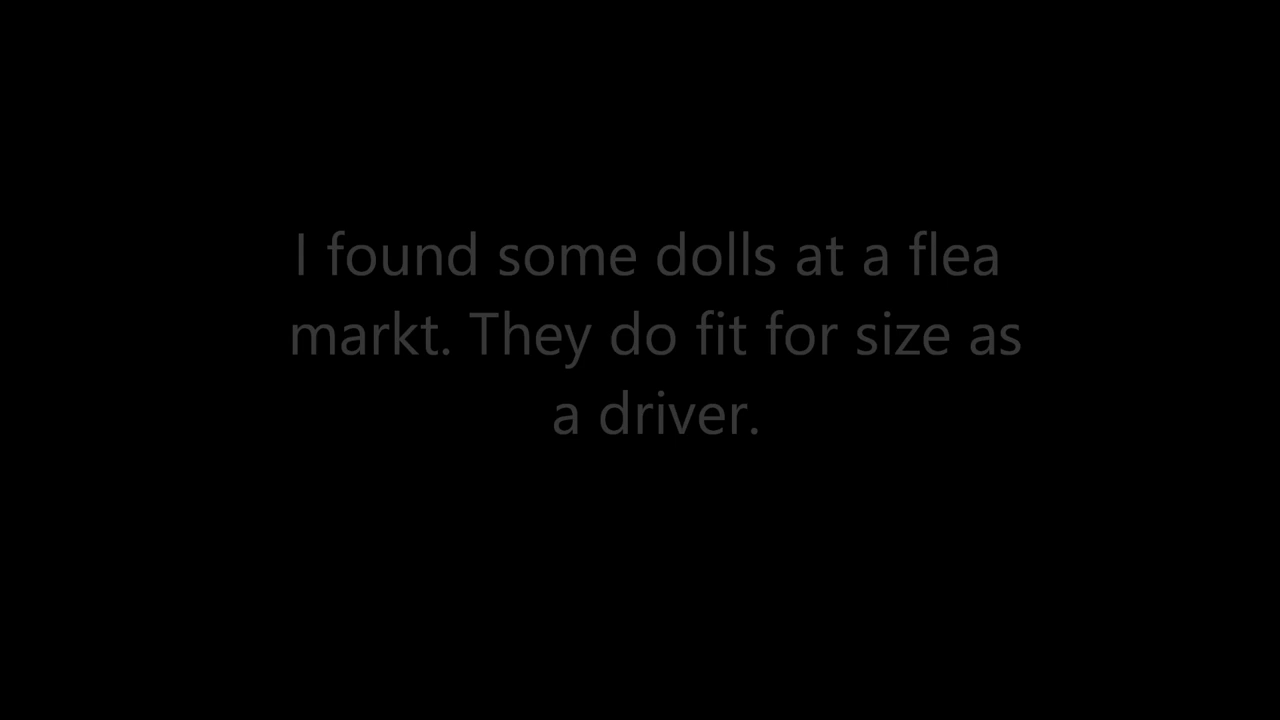 I found some dolls at a flea
markt. They do fit for size as
a driver.